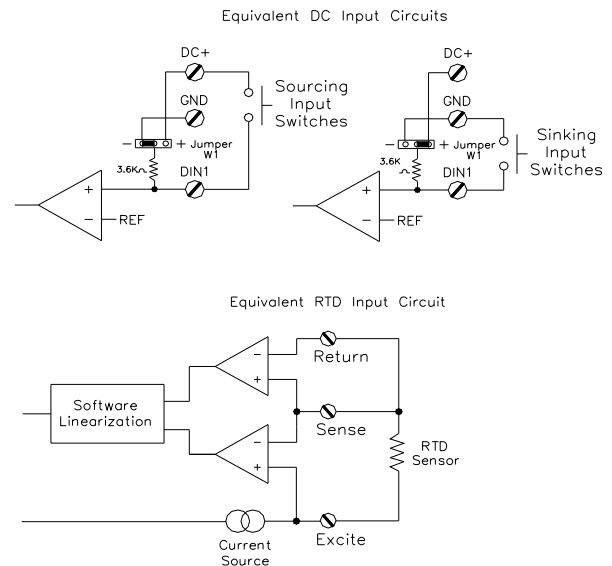 Equivalent DC Input Circuits
DC+
GND
- + Jumper
W1
3.6K
DIN1
+
-
REF
Sourcing
Input
Switches
DC+
GND
- + Jumper
W1
3.6K
DIN1
+
-
REF
Sinking
Input
Switches
Equivalent RTD Input Circuit
-
+
Return
Software
Linearization
Sense
-
+
RTD
Sensor
Current
Source
Excite